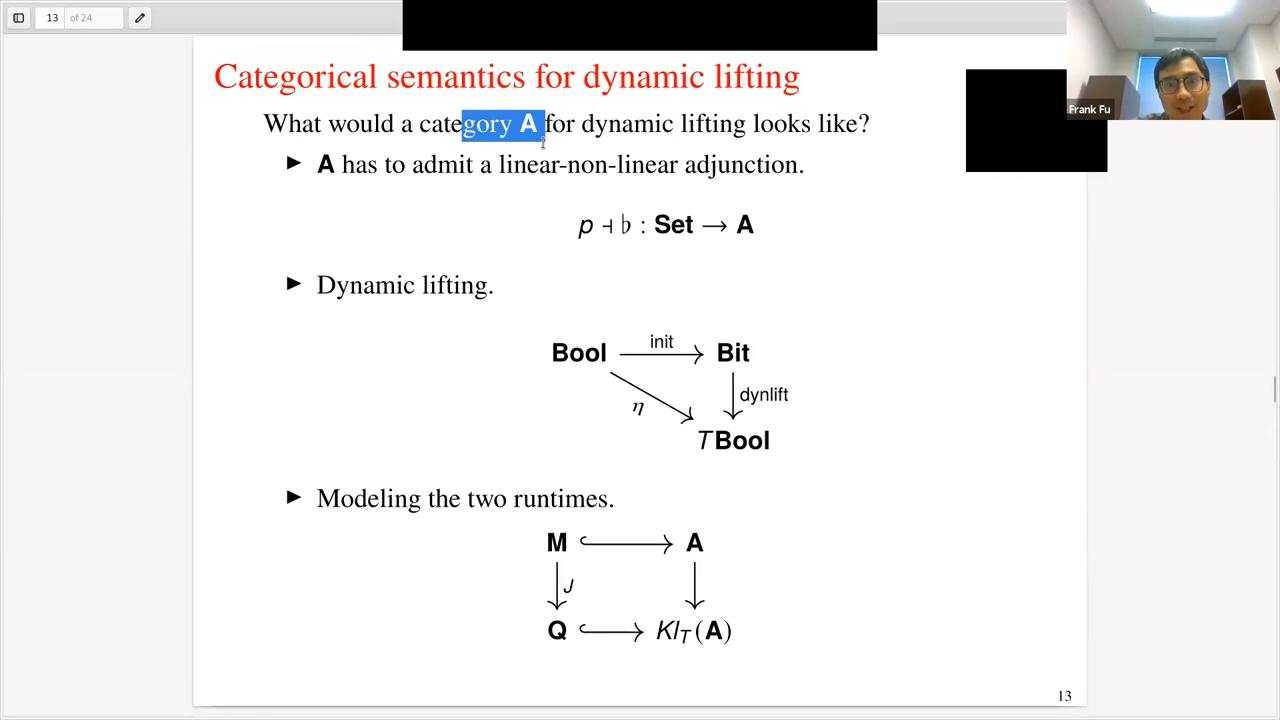 13 of 24
Frank Fu
Categorical semantics for dynamic lifting
What would a category A for dynamic lifting looks like?
▶ A has to admit a linear-non-linear adjunction.
p ⊣ ♭ : Set → A
▶ Dynamic lifting.
init
Bool Bit
dynlift
η
TBool
▶ Modeling the two runtimes.
M A
J
Q Kl_T(A)
13